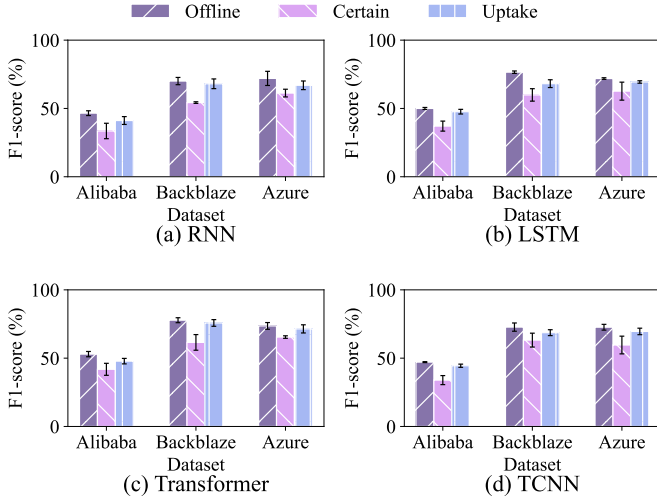 Offline Certain Uptake
100
50
0
F1-score (%)
Alibaba Backblaze Azure
Dataset
(a) RNN
100
50
0
F1-score (%)
Alibaba Backblaze Azure
Dataset
(b) LSTM
100
50
0
F1-score (%)
Alibaba Backblaze Azure
Dataset
(c) Transformer
100
50
0
F1-score (%)
Alibaba Backblaze Azure
Dataset
(d) TCNN